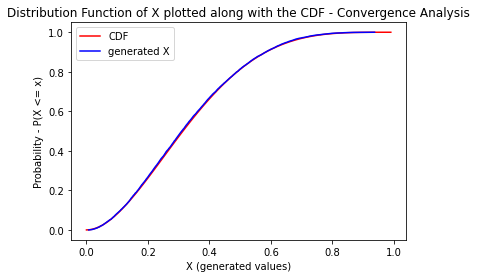 Distribution Function of X plotted along with the CDF - Convergence Analysis
CDF
generated X
Probability - P(X <= x)
1.0
0.8
0.6
0.4
0.2
0.0
0.0 0.2 0.4 0.6 0.8 1.0
X (generated values)